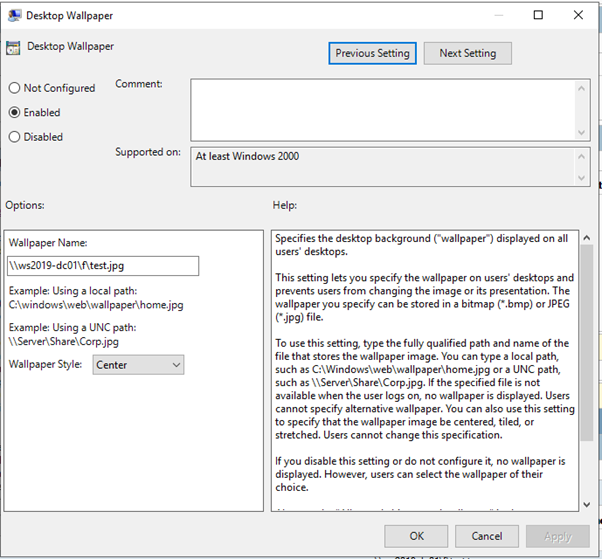 Desktop Wallpaper
Desktop Wallpaper
Previous Setting
Next Setting
Not Configured
Comment:
Enabled
Disabled
Supported on:
At least Windows 2000
Options:
Help:
Wallpaper Name:
\\ws2019-dc01\f\test.jpg
Example: Using a local path:
C:\windows\web\wallpaper\home.jpg
Example: Using a UNC path:
\\Server\Share\Corp.jpg
Wallpaper Style:
Center
Specifies the desktop background ("wallpaper") displayed on all
users' desktops.
This setting lets you specify the wallpaper on users' desktops and
prevents users from changing the image or its presentation. The
wallpaper you specify can be stored in a bitmap (*.bmp) or JPEG
(*.jpg) file.
To use this setting, type the fully qualified path and name of the
file that stores the wallpaper image. You can type a local path,
such as C:\Windows\web\wallpaper\home.jpg or a UNC path,
such as \\Server\Share\Corp.jpg. If the specified file is not
available when the user logs on, no wallpaper is displayed. Users
cannot specify alternative wallpaper. You can also use this setting
to specify that the wallpaper image be centered, tiled, or
stretched. Users cannot change this specification.
If you disable this setting or do not configure it, no wallpaper is
displayed. However, users can select the wallpaper of their
choice.
OK
Cancel
Apply